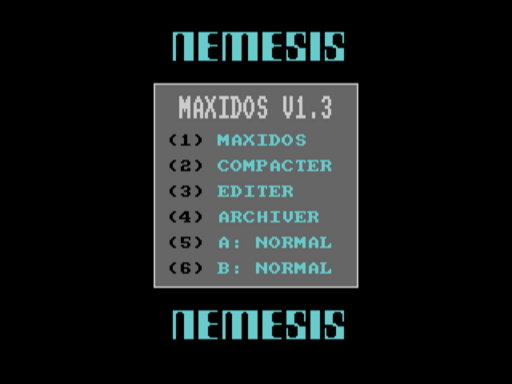 NEMESIS
MAXIDOS V1.3
(1) MAXIDOS
(2) COMPACTER
(3) EDITER
(4) ARCHIVER
(5) A: NORMAL
(6) B: NORMAL
NEMESIS